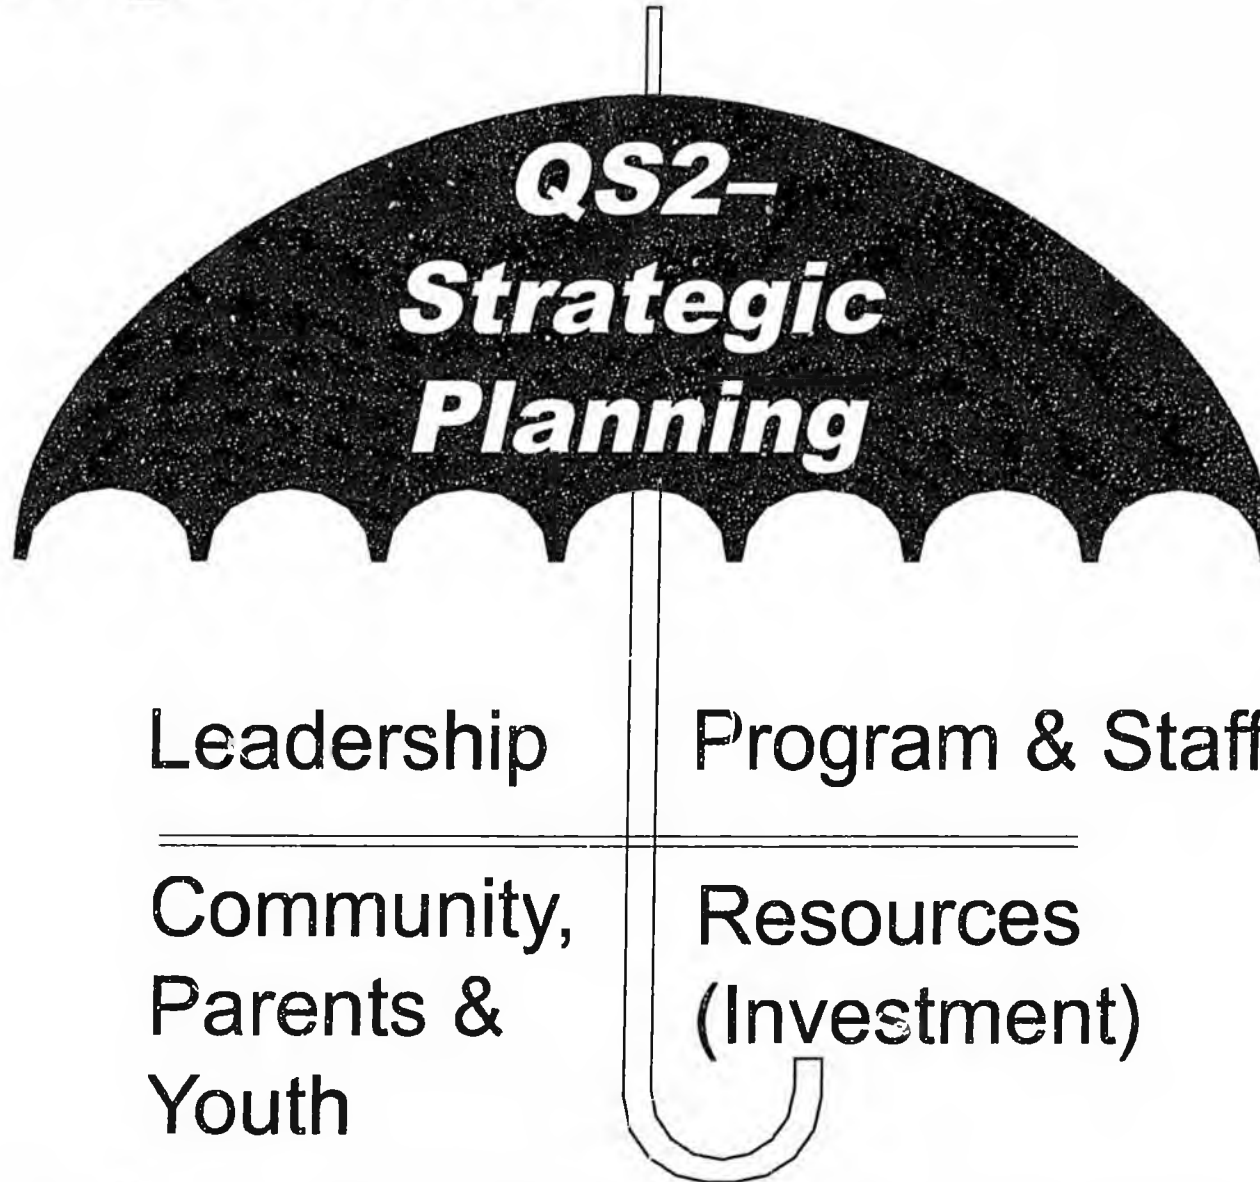 QS2–
Strategic
Planning
Leadership
Program & Staff
Community,
Parents &
Youth
Resources
(Investment)